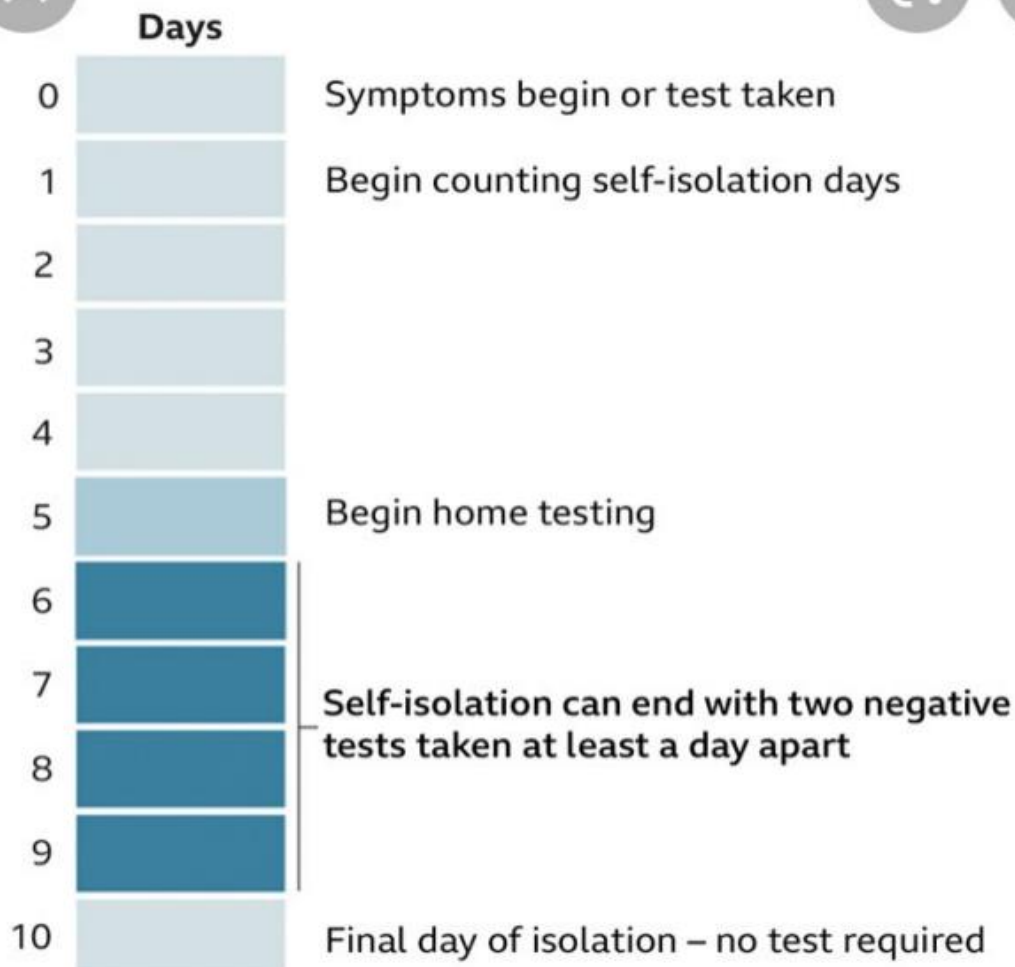 Days
0 Symptoms begin or test taken
1 Begin counting self-isolation days
2
3
4
5 Begin home testing
6
7
Self-isolation can end with two negative
tests taken at least a day apart
8
9
10 Final day of isolation – no test required